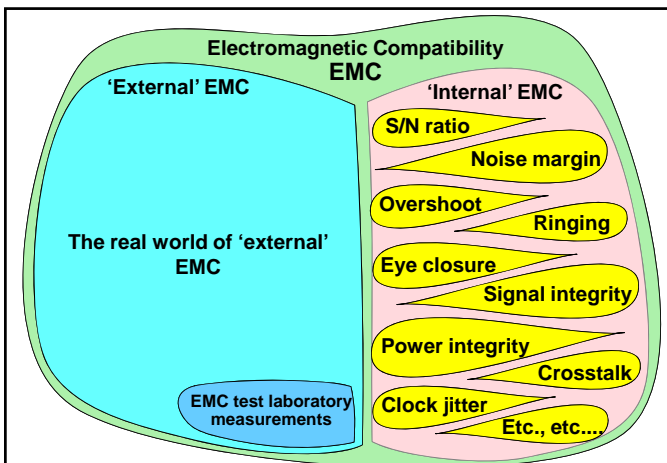 Electromagnetic Compatibility
EMC
‘External’ EMC
‘Internal’ EMC
S/N ratio
Noise margin
Overshoot
Ringing
The real world of ‘external’
EMC
Eye closure
Signal integrity
Power integrity
Crosstalk
EMC test laboratory
measurements
Clock jitter
Etc., etc....